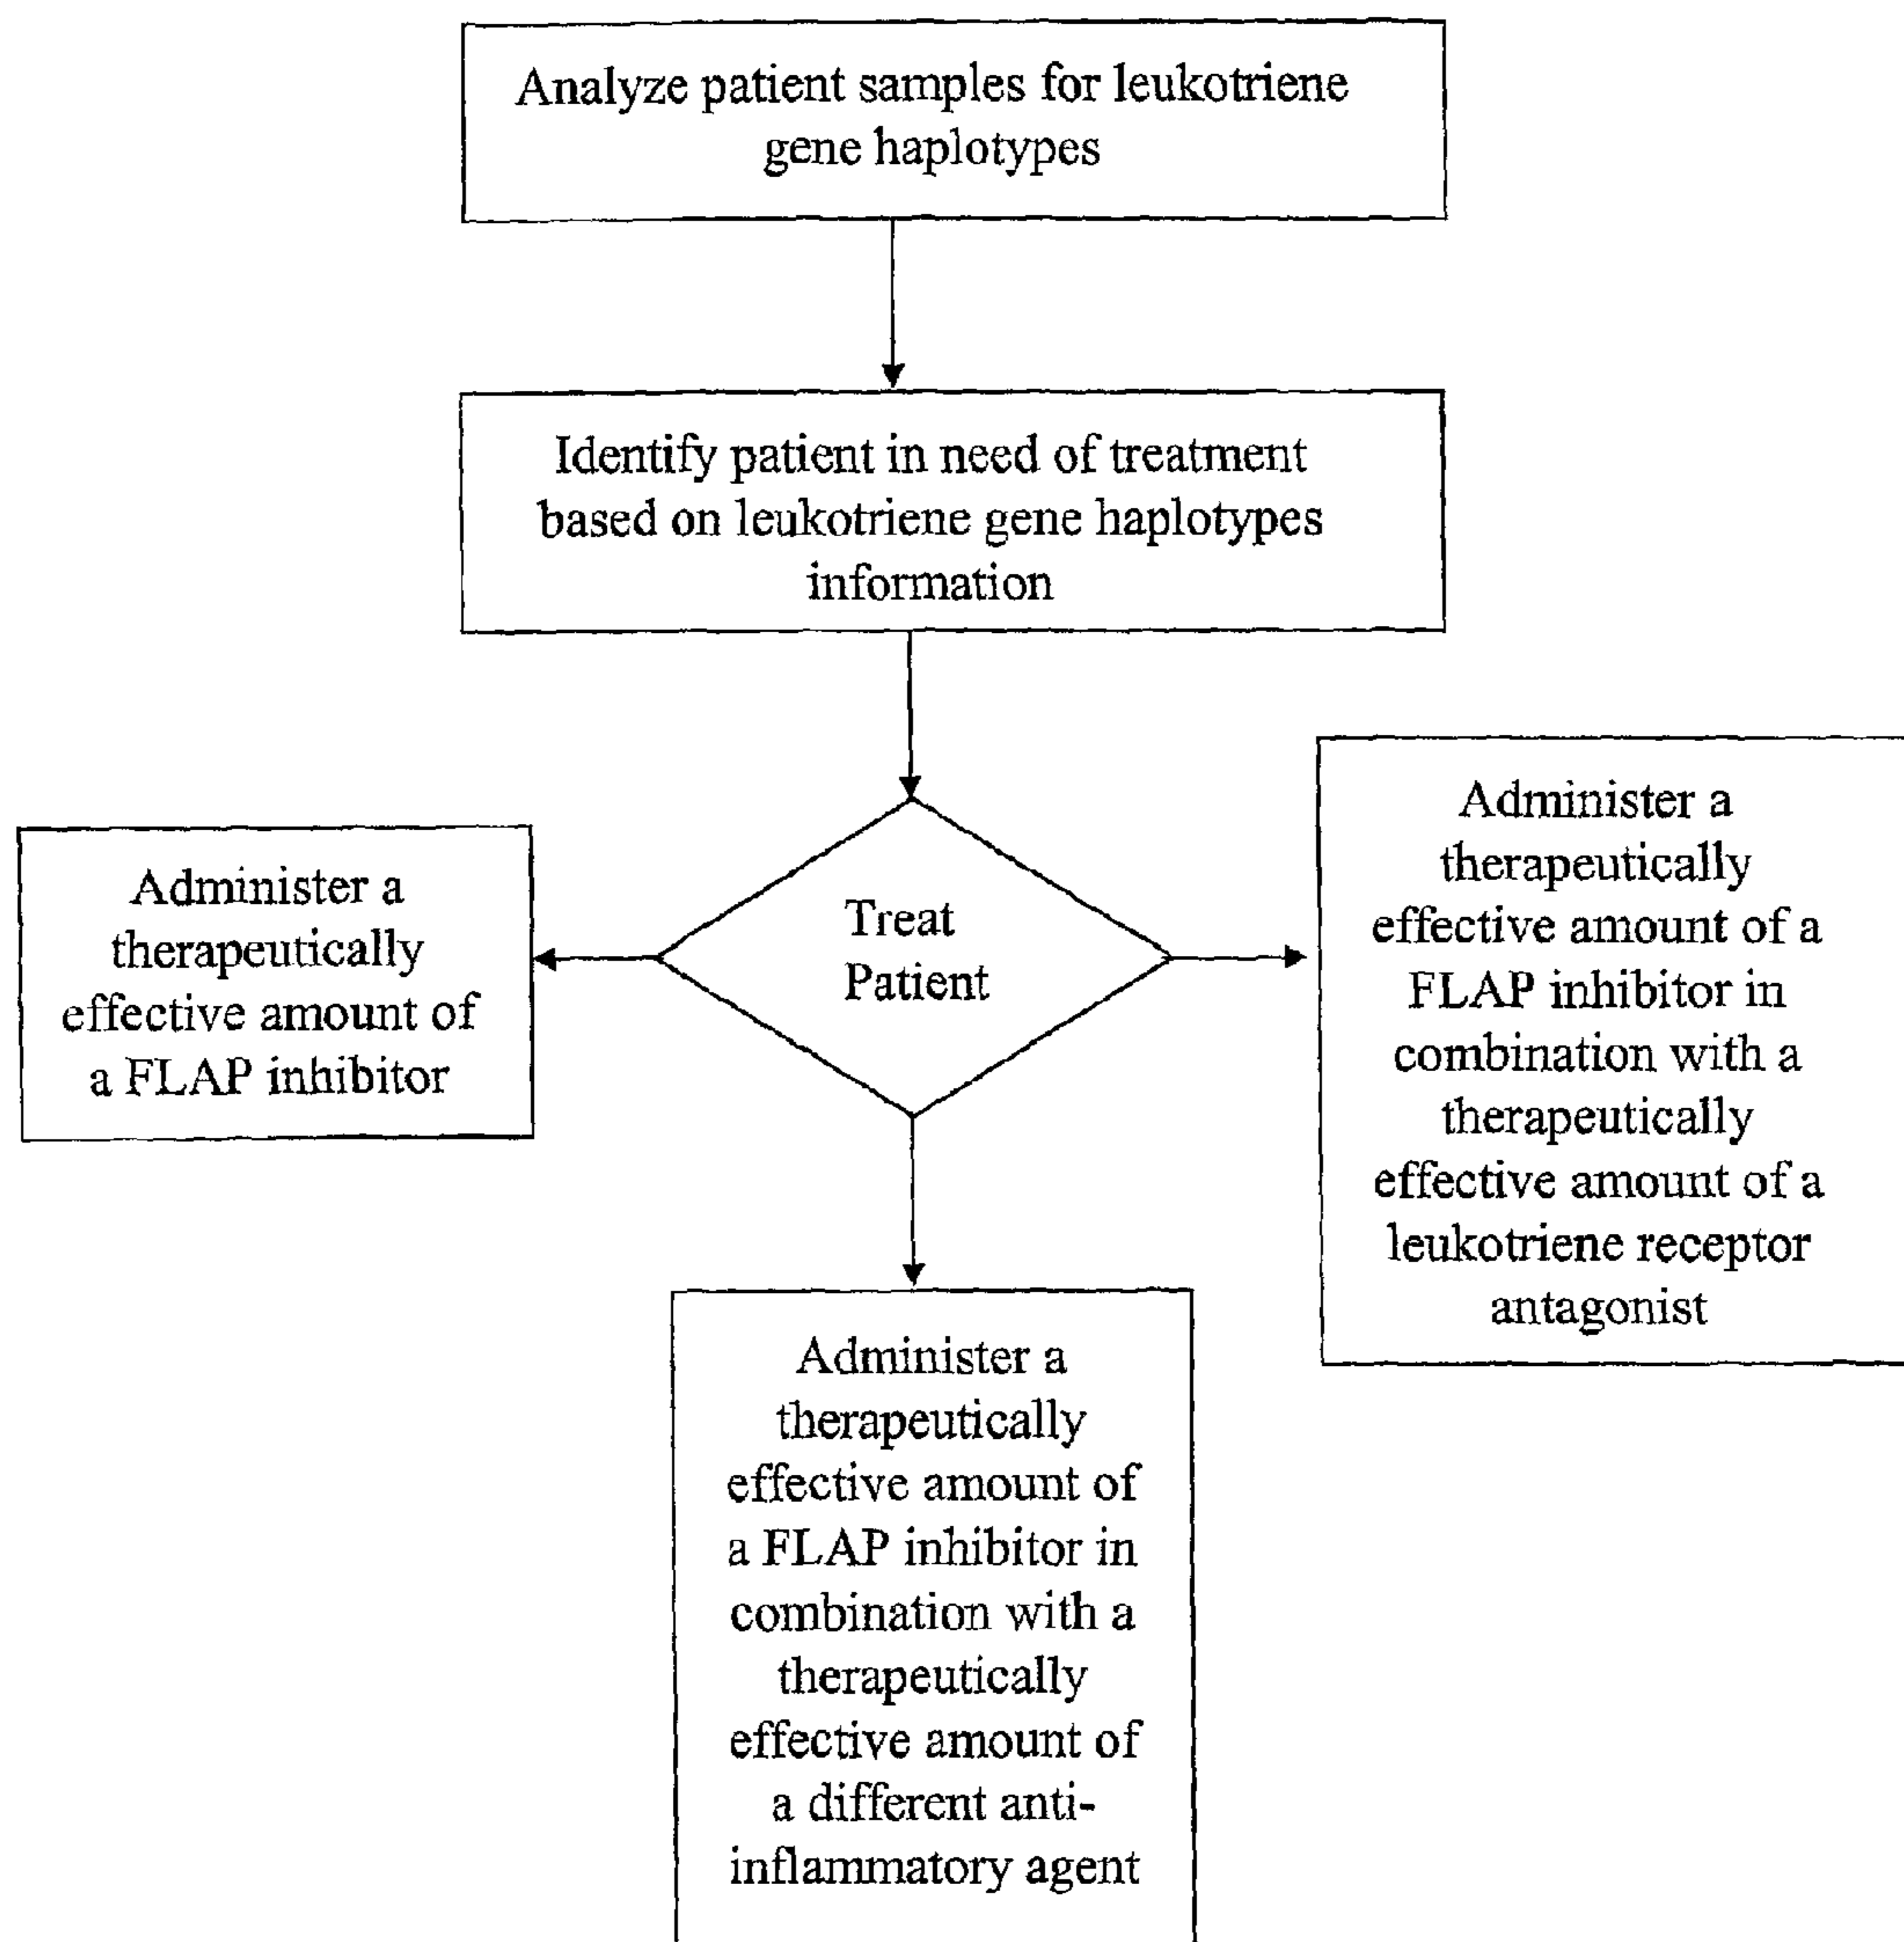 Analyze patient samples for leukotriene
gene haplotypes
Identify patient in need of treatment
based on leukotriene gene haplotypes
information
Treat
Patient
Administer a
therapeutically
effective amount of
a FLAP inhibitor
Administer a
therapeutically
effective amount of a
FLAP inhibitor in
combination with a
therapeutically
effective amount of a
leukotriene receptor
antagonist
Administer a
therapeutically
effective amount of
a FLAP inhibitor in
combination with a
therapeutically
effective amount of
a different anti-
inflammatory agent